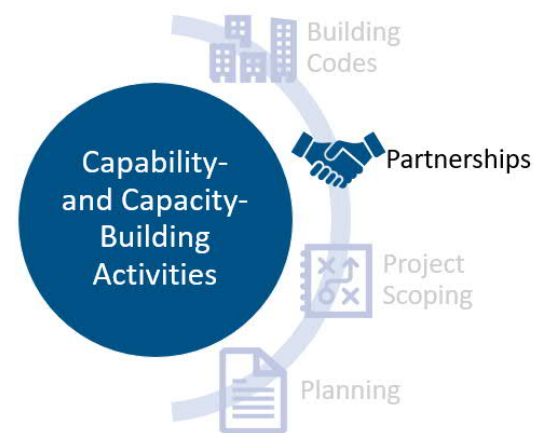 Building
Codes
Capability-
and Capacity-
Building
Activities
Partnerships
Project
Scoping
Planning